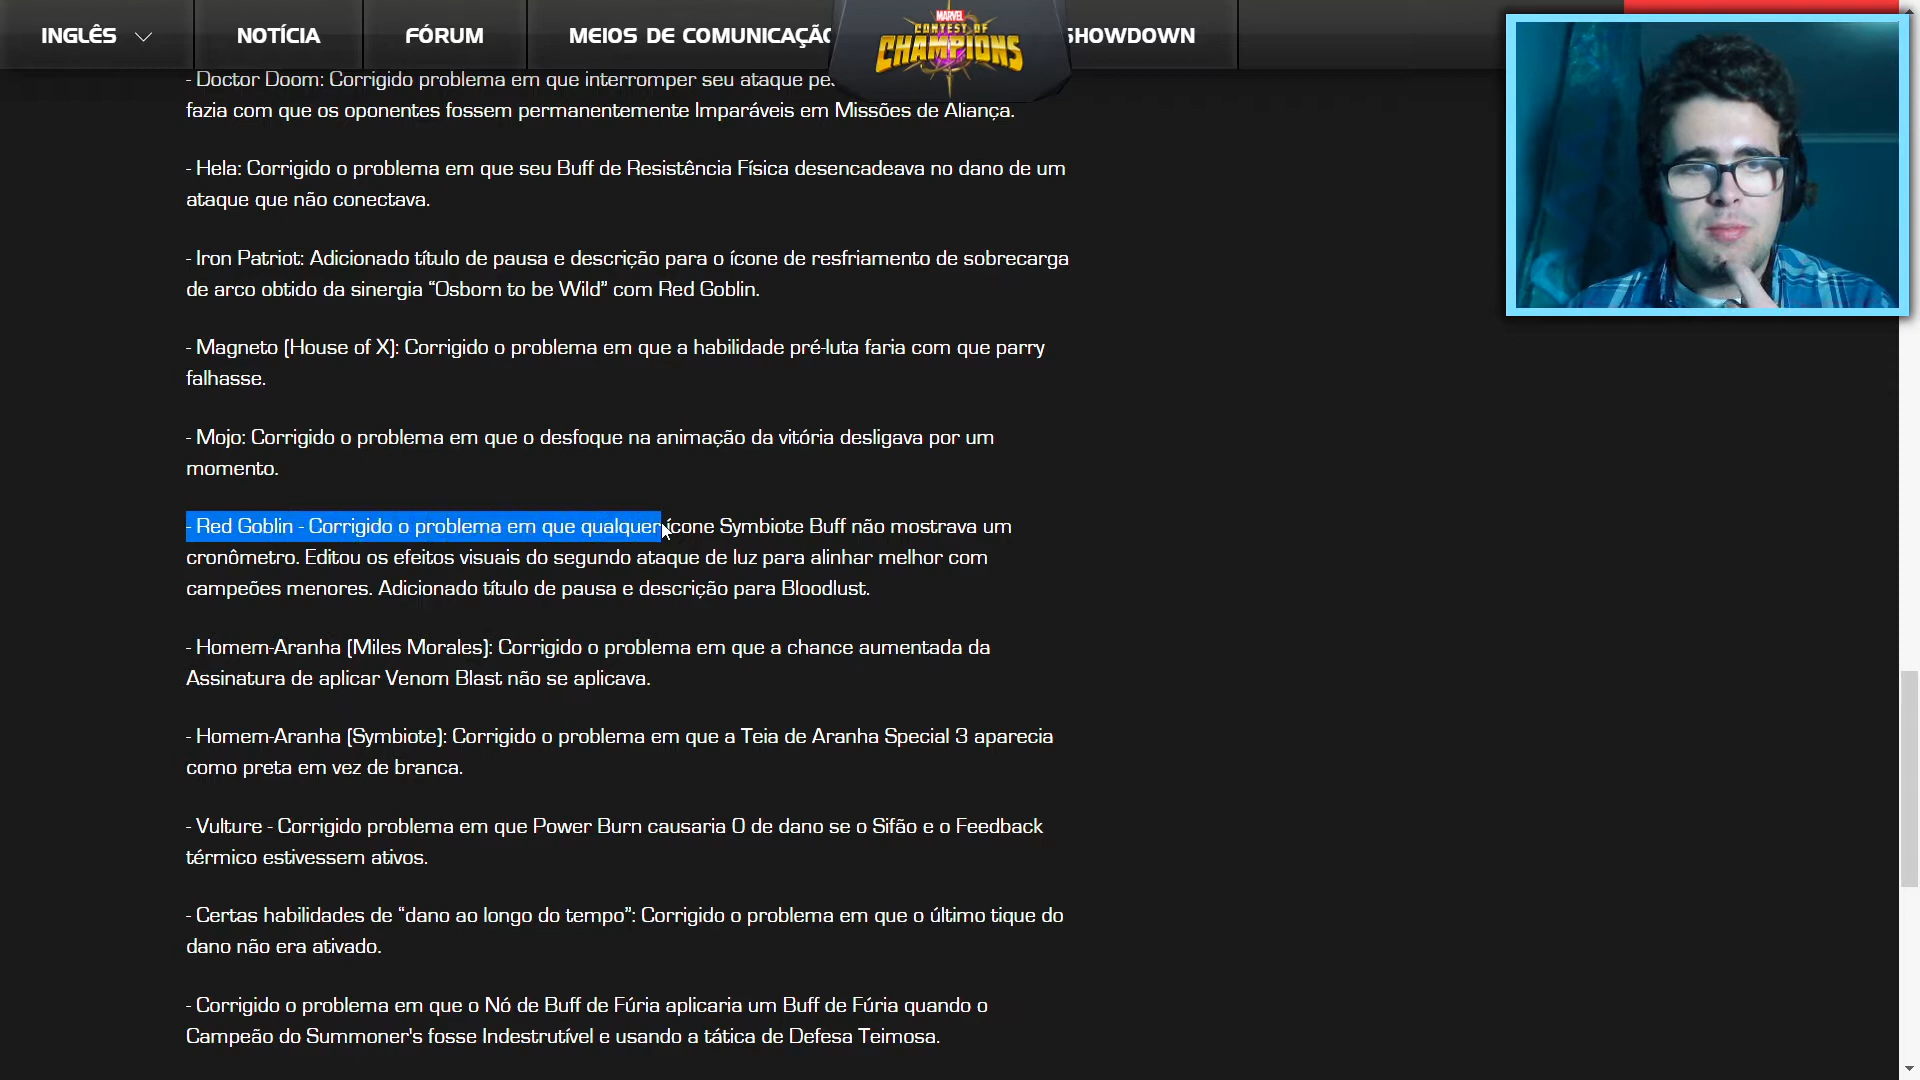 INGLÊS
NOTÍCIA
FÓRUM
MEIOS DE COMUNICAÇÃO
MARVEL
CONTEST OF
CHAMPIONS
SHOWDOWN
- Doctor Doom: Corrigido problema em que interromper seu ataque
fazia com que os oponentes fossem permanentemente Imparáveis em Missões de Aliança.
- Hela: Corrigido o problema em que seu Buff de Resistência Física desencadeava no dano de um
ataque que não conectava.
- Iron Patriot: Adicionado título de pausa e descrição para o ícone de resfriamento de sobrecarga
de arco obtido da sinergia “Osborn to be Wild” com Red Goblin.
- Magneto (House of X): Corrigido o problema em que a habilidade pré-luta faria com que parry
falhasse.
- Mojo: Corrigido o problema em que o desfoque na animação da vitória desligava por um
momento.
- Red Goblin - Corrigido o problema em que qualquer ícone Symbiote Buff não mostrava um
cronômetro. Editou os efeitos visuais do segundo ataque de luz para alinhar melhor com
campeões menores. Adicionado título de pausa e descrição para Bloodlust.
- Homem-Aranha (Miles Morales): Corrigido o problema em que a chance aumentada da
Assinatura de aplicar Venom Blast não se aplicava.
- Homem-Aranha (Symbiote): Corrigido o problema em que a Teia de Aranha Special 3 aparecia
como preta em vez de branca.
- Vulture - Corrigido problema em que Power Burn causaria 0 de dano se o Sifão e o Feedback
térmico estivessem ativos.
- Certas habilidades de “dano ao longo do tempo”: Corrigido o problema em que o último tique do
dano não era ativado.
- Corrigido o problema em que o Nó de Buff de Fúria aplicaria um Buff de Fúria quando o
Campeão do Summoner's fosse Indestrutível e usando a tática de Defesa Teimosa.